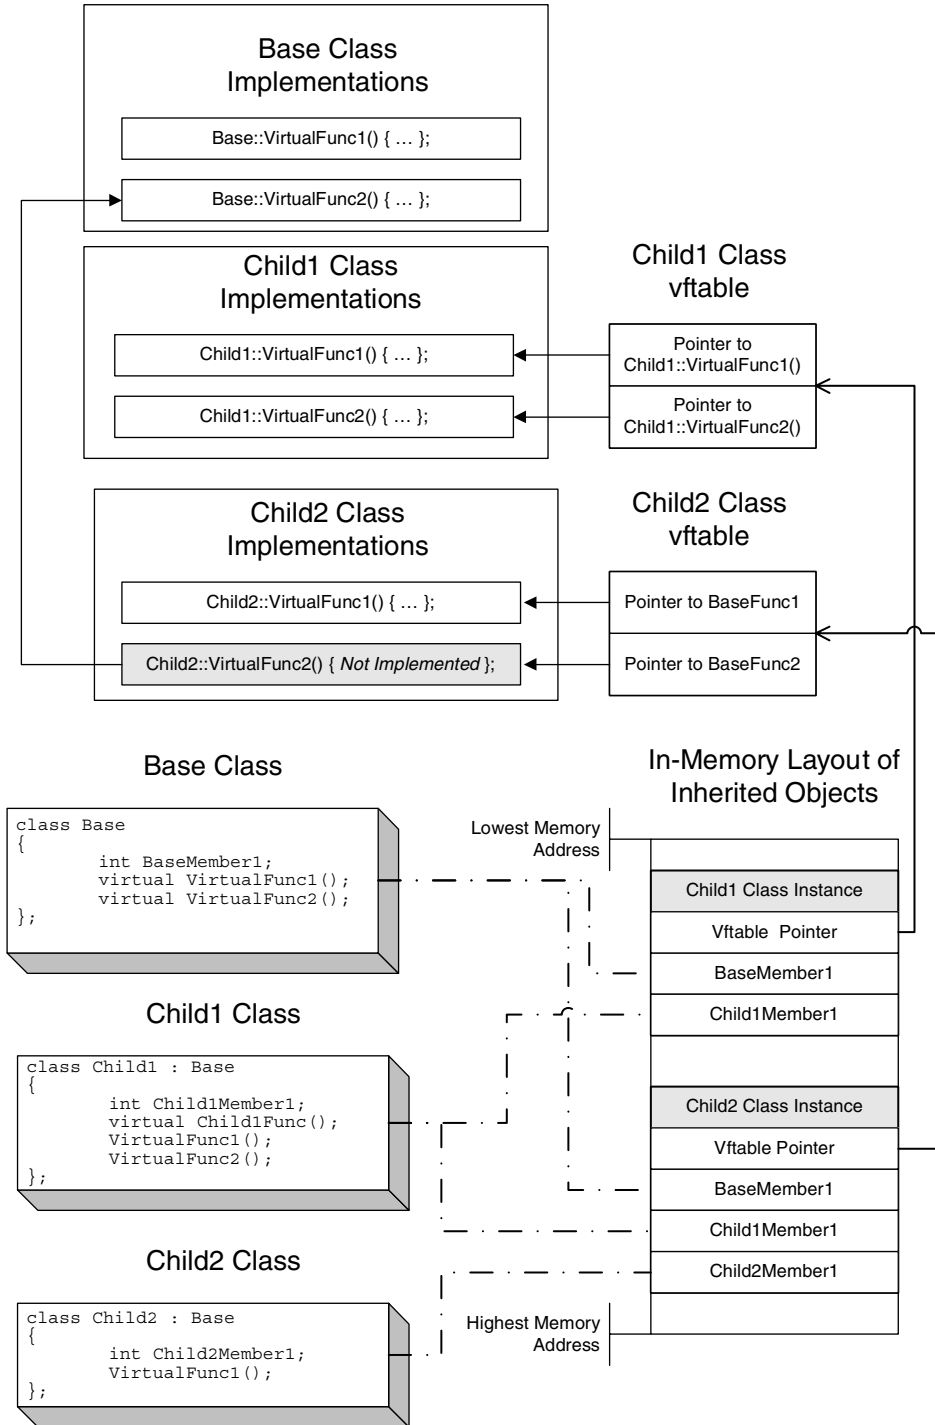 Base Class
Implementations
Base::VirtualFunc1() { ... };
Base::VirtualFunc2() { ... };
Child1 Class
Implementations
Child1::VirtualFunc1() { ... };
Child1::VirtualFunc2() { ... };
Child1 Class
vftable
Pointer to
Child1::VirtualFunc1()
Pointer to
Child1::VirtualFunc2()
Child2 Class
Implementations
Child2::VirtualFunc1() { ... };
Child2::VirtualFunc2() { Not Implemented };
Child2 Class
vftable
Pointer to BaseFunc1
Pointer to BaseFunc2
Base Class
class Base
{
int BaseMember1;
virtual VirtualFunc1();
virtual VirtualFunc2();
};
Child1 Class
class Child1 : Base
{
int Child1Member1;
virtual Child1Func();
VirtualFunc1();
VirtualFunc2();
};
Child2 Class
class Child2 : Base
{
int Child2Member1;
VirtualFunc1();
};
In-Memory Layout of
Inherited Objects
Lowest Memory
Address
Child1 Class Instance
Vftable Pointer
BaseMember1
Child1Member1
Child2 Class Instance
Vftable Pointer
BaseMember1
Child1Member1
Child2Member1
Highest Memory
Address